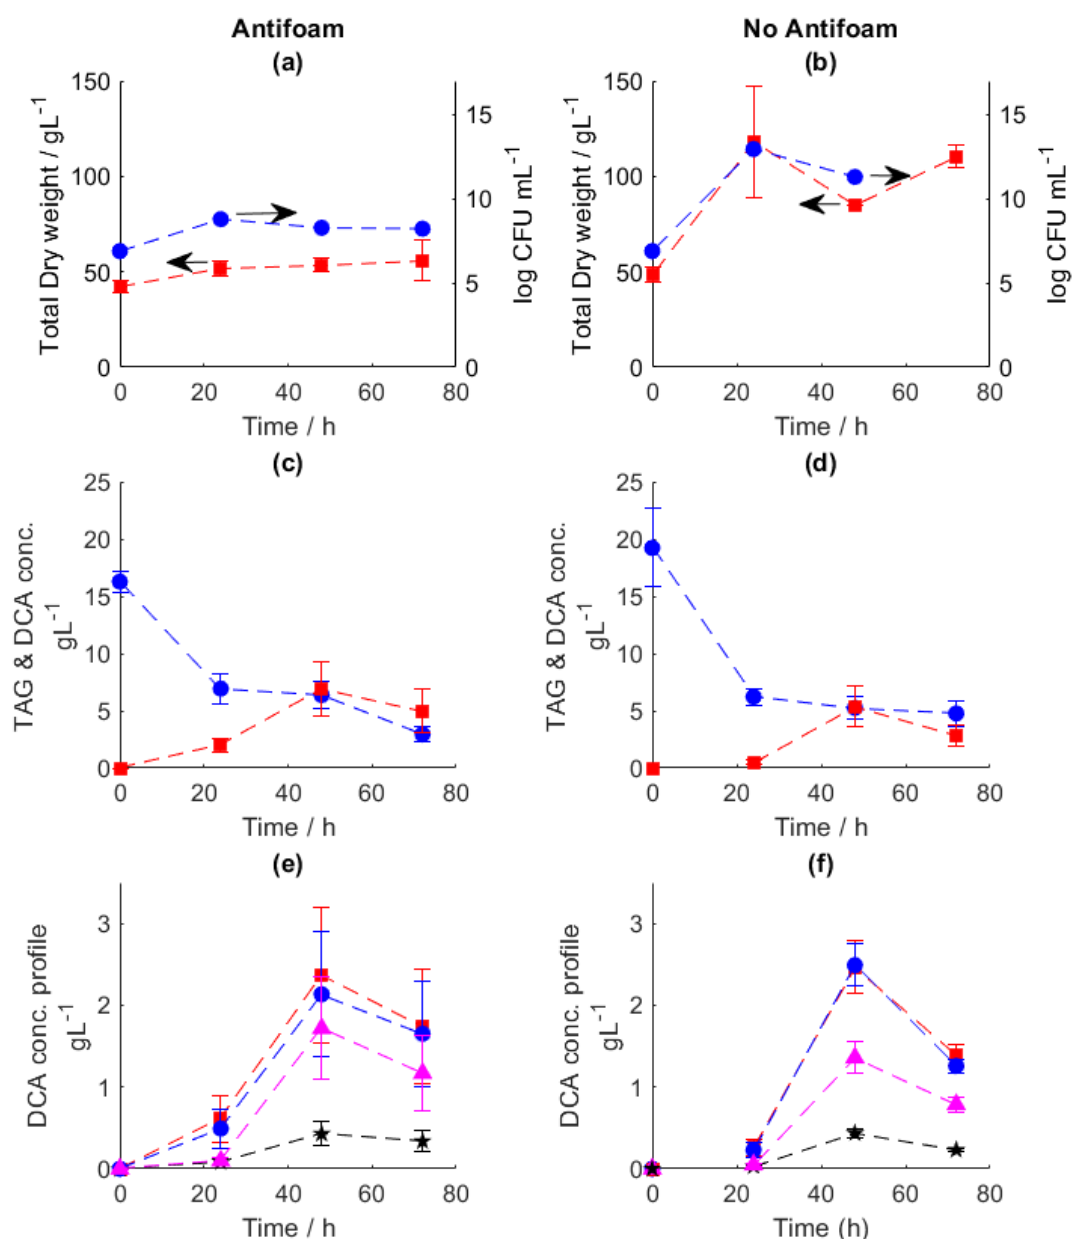 Antifoam
No Antifoam
(a)
(b)
150
100
50
0
15
10
5
0
0 20 40 60 80
Total Dry weight / gL-1
log CFU mL-1
Time / h
150
100
50
0
15
10
5
0
0 20 40 60 80
Total Dry weight / gL-1
log CFU mL-1
Time / h
(c)
(d)
25
20
15
10
5
0
0 20 40 60 80
TAG & DCA conc.
gL-1
Time / h
25
20
15
10
5
0
0 20 40 60 80
TAG & DCA conc.
gL-1
Time / h
(e)
(f)
3
2
1
0
0 20 40 60 80
DCA conc. profile
gL-1
Time / h
3
2
1
0
0 20 40 60 80
DCA conc. profile
gL-1
Time (h)